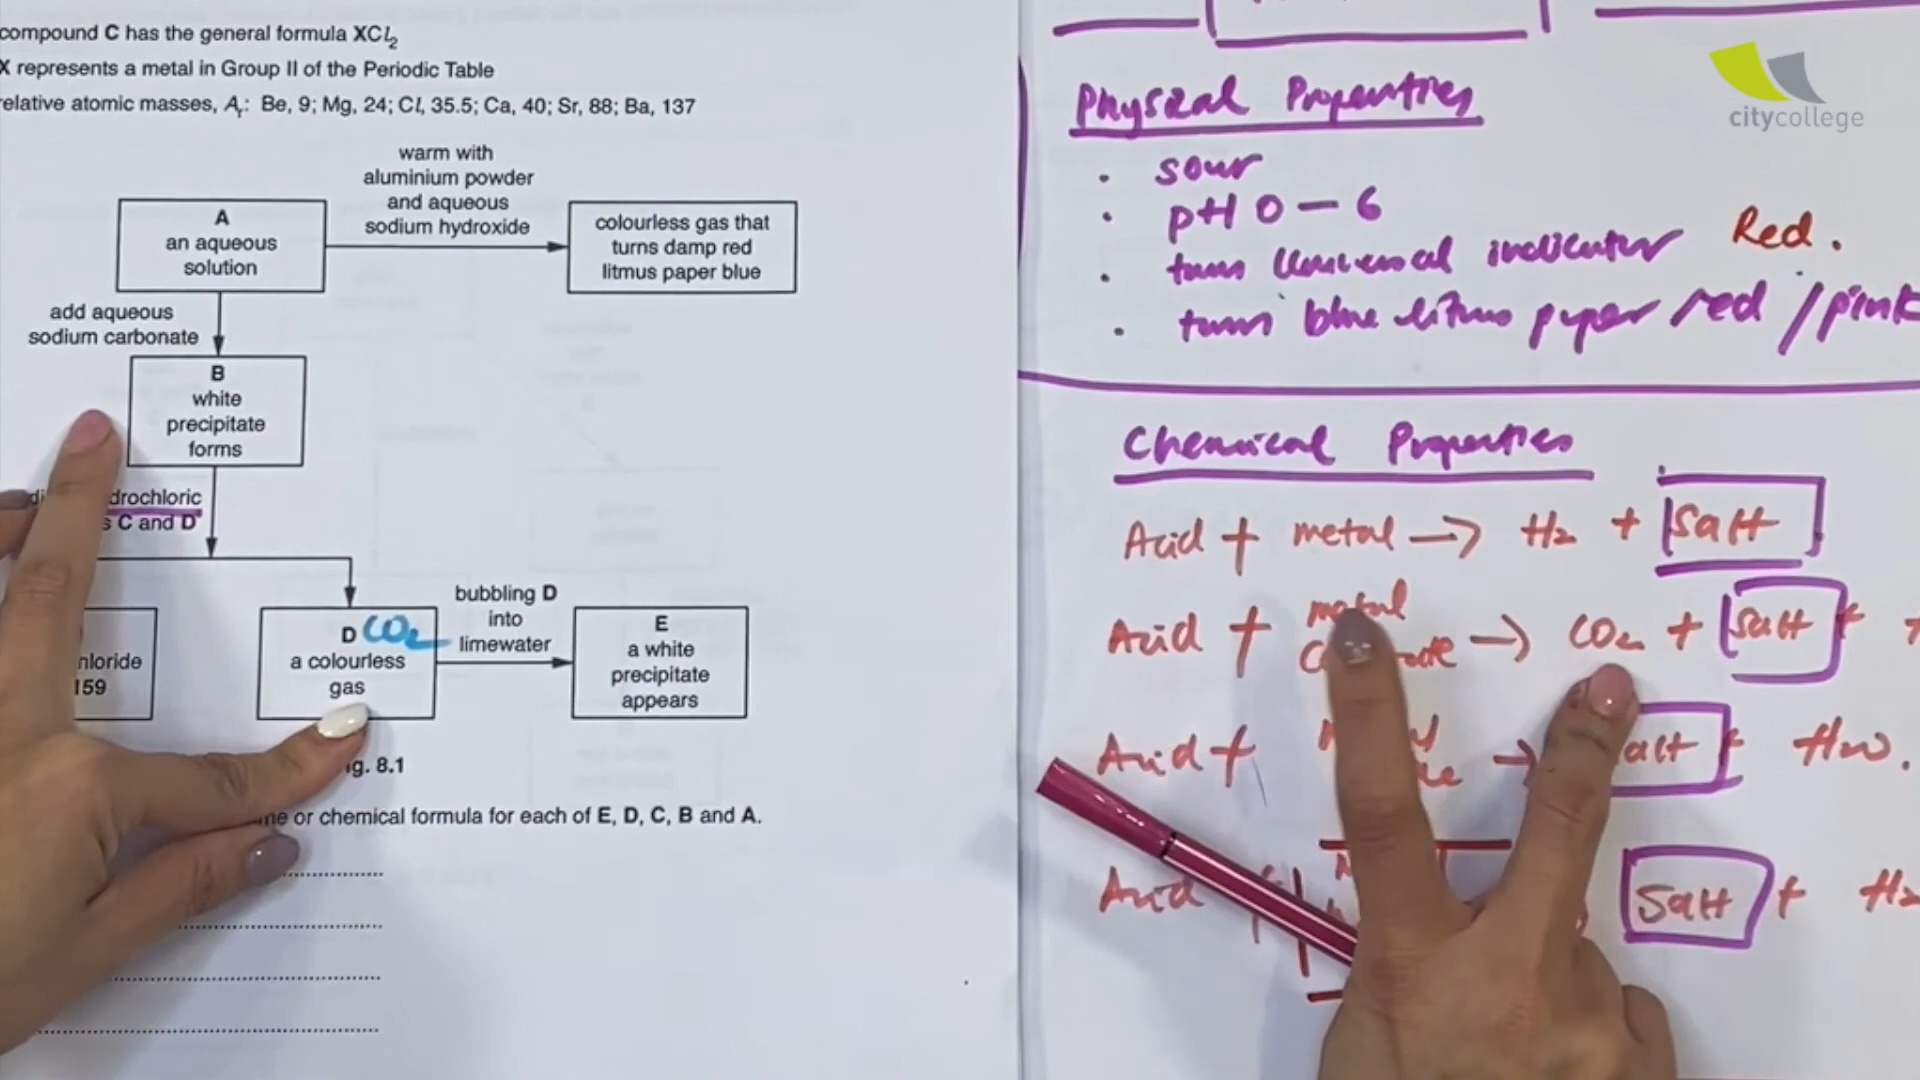 compound C has the general formula XCl₂
X represents a metal in Group II of the Periodic Table
relative atomic masses, Aᵣ: Be, 9; Mg, 24; Cl, 35.5; Ca, 40; Sr, 88; Ba, 137
warm with
aluminium powder
and aqueous
sodium hydroxide
A
an aqueous
solution
colourless gas that
turns damp red
litmus paper blue
add aqueous
sodium carbonate
B
white
precipitate
forms
drochloric
s C and D
nloride
159
D CO₂
a colourless
gas
bubbling D
into
limewater
E
a white
precipitate
appears
ig. 8.1
me or chemical formula for each of E, D, C, B and A.
citycollege
Physical Properties
• sour
• pH 0 – 6
• turns Universal indicator Red.
• turns blue litmus paper red / pink
Chemical Properties
Acid + metal → H₂ + Salt
Acid + metal → CO₂ + Salt +
Acid + → alt + H₂O.
Acid + Salt + H₂